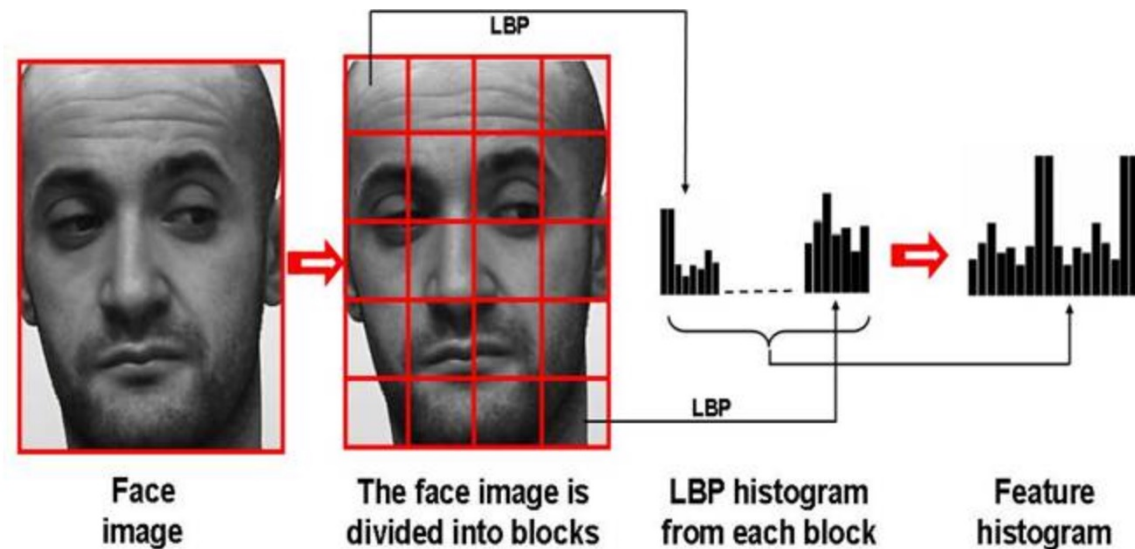 LBP
LBP
Face
image
The face image is
divided into blocks
LBP histogram
from each block
Feature
histogram